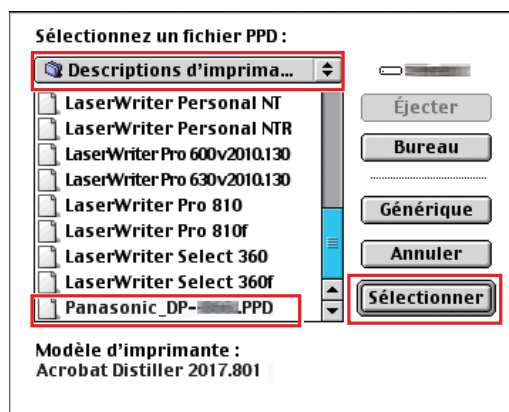 Sélectionnez un fichier PPD :
Descriptions d'imprima...
LaserWriter Personal NT
LaserWriter Personal NTR
LaserWriter Pro 600v2010.130
LaserWriter Pro 630v2010.130
LaserWriter Pro 810
LaserWriter Pro 810f
LaserWriter Select 360
LaserWriter Select 360f
Panasonic_DP- .PPD
Éjecter
Bureau
Générique
Annuler
Sélectionner
Modèle d'imprimante :
Acrobat Distiller 2017.801